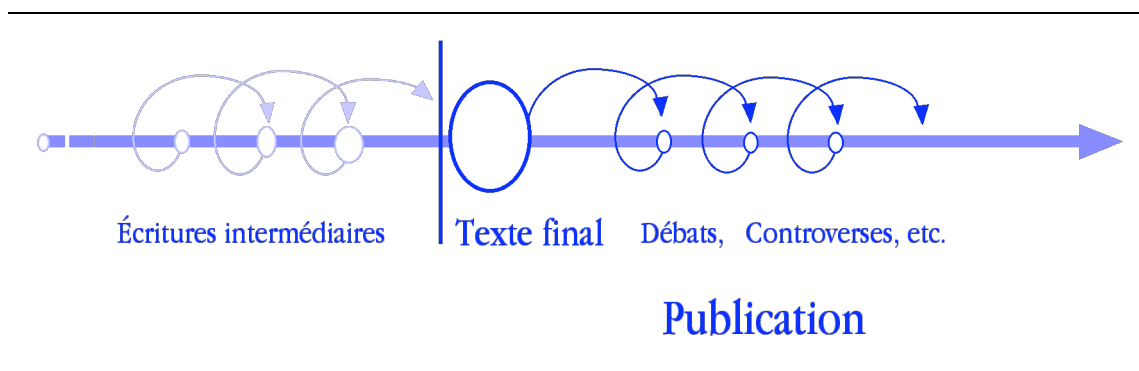 Écritures intermédiaires Texte final Débats, Controverses, etc.
Publication